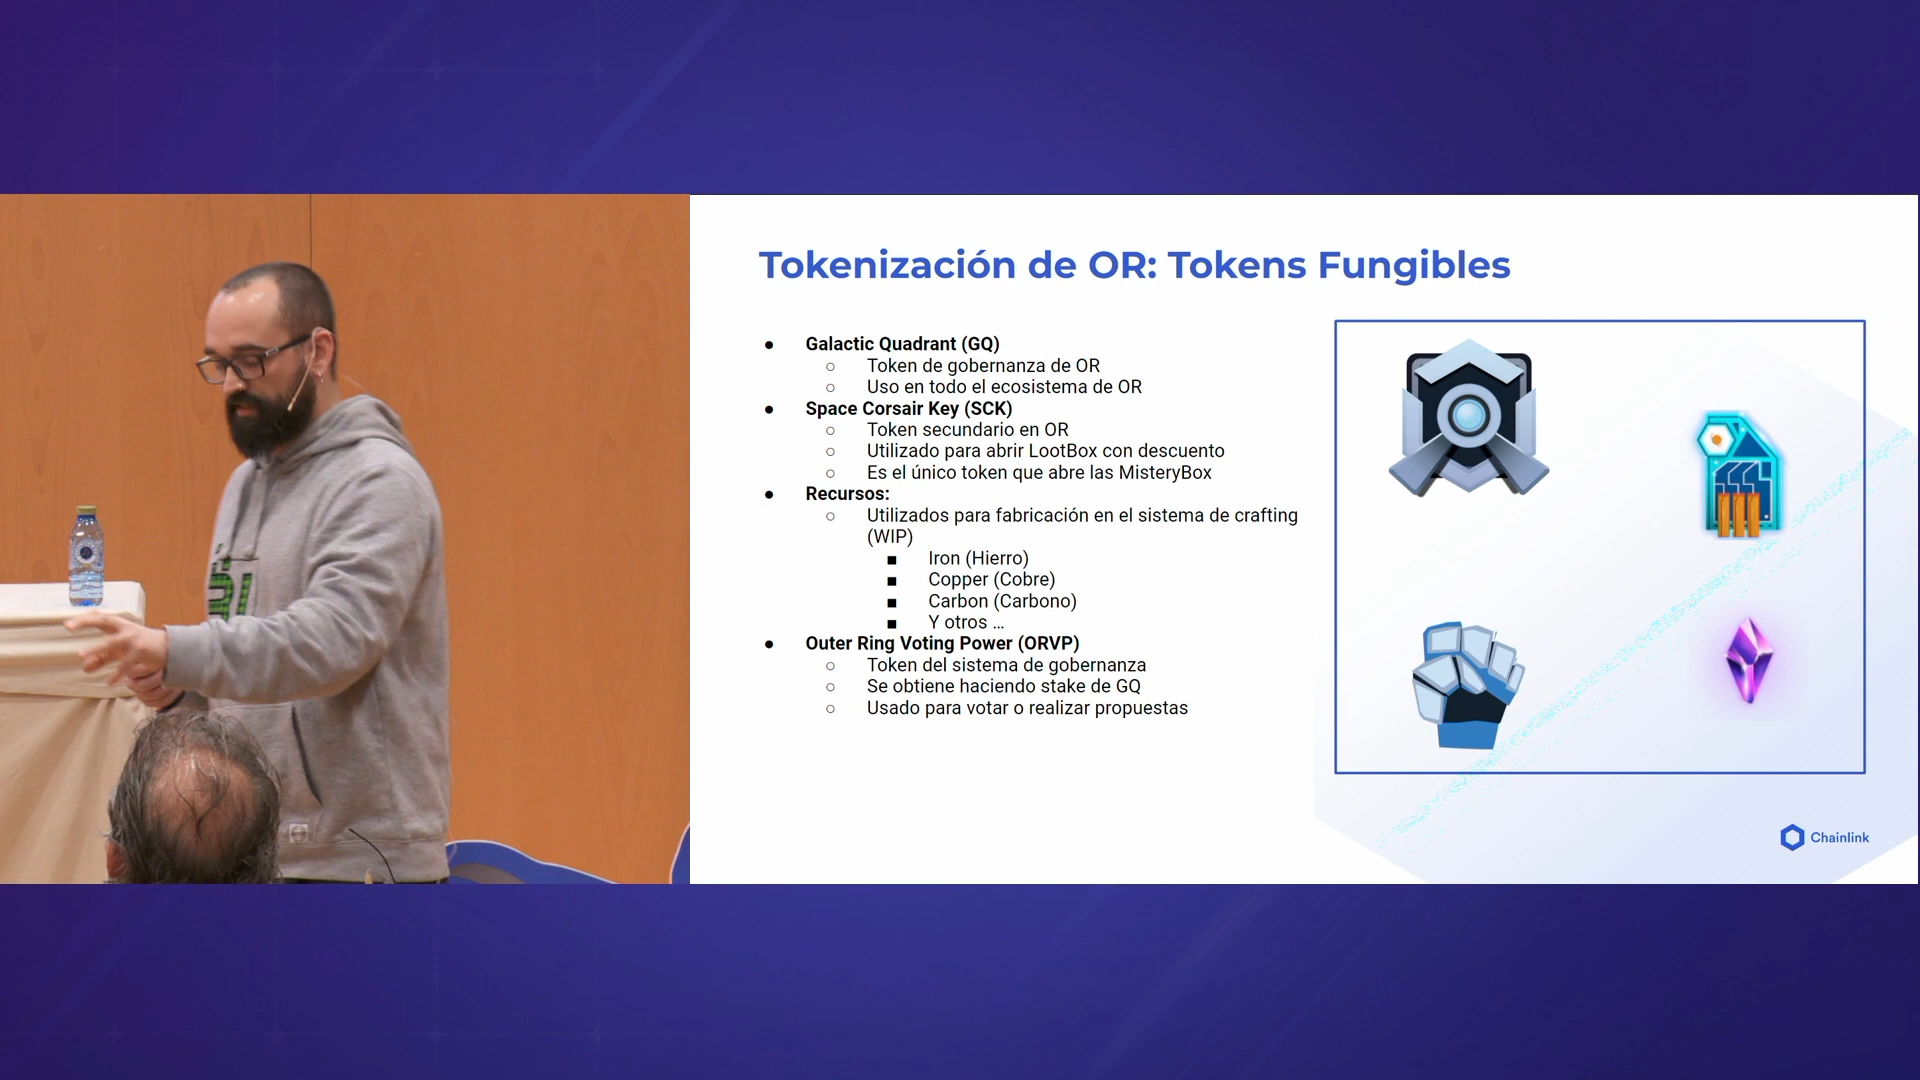 Tokenización de OR: Tokens Fungibles
● Galactic Quadrant (GQ)
○ Token de gobernanza de OR
○ Uso en todo el ecosistema de OR
● Space Corsair Key (SCK)
○ Token secundario en OR
○ Utilizado para abrir LootBox con descuento
○ Es el único token que abre las MisteryBox
● Recursos:
○ Utilizados para fabricación en el sistema de crafting
(WIP)
■ Iron (Hierro)
■ Copper (Cobre)
■ Carbon (Carbono)
■ Y otros ...
● Outer Ring Voting Power (ORVP)
○ Token del sistema de gobernanza
○ Se obtiene haciendo stake de GQ
○ Usado para votar o realizar propuestas
Chainlink